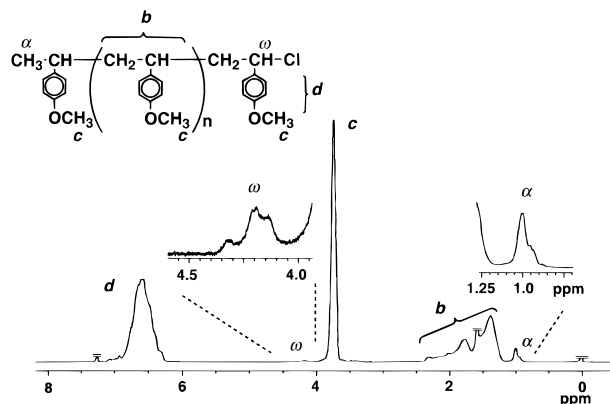 b
α
ω
CH₃-CH
CH₂-CH
CH₂-CH-Cl
d
OCH₃
OCH₃
n
OCH₃
c
c
c
c
ω
α
4.5
4.0
1.25
1.0
ppm
d
b
ω
α
8
6
4
2
0
ppm